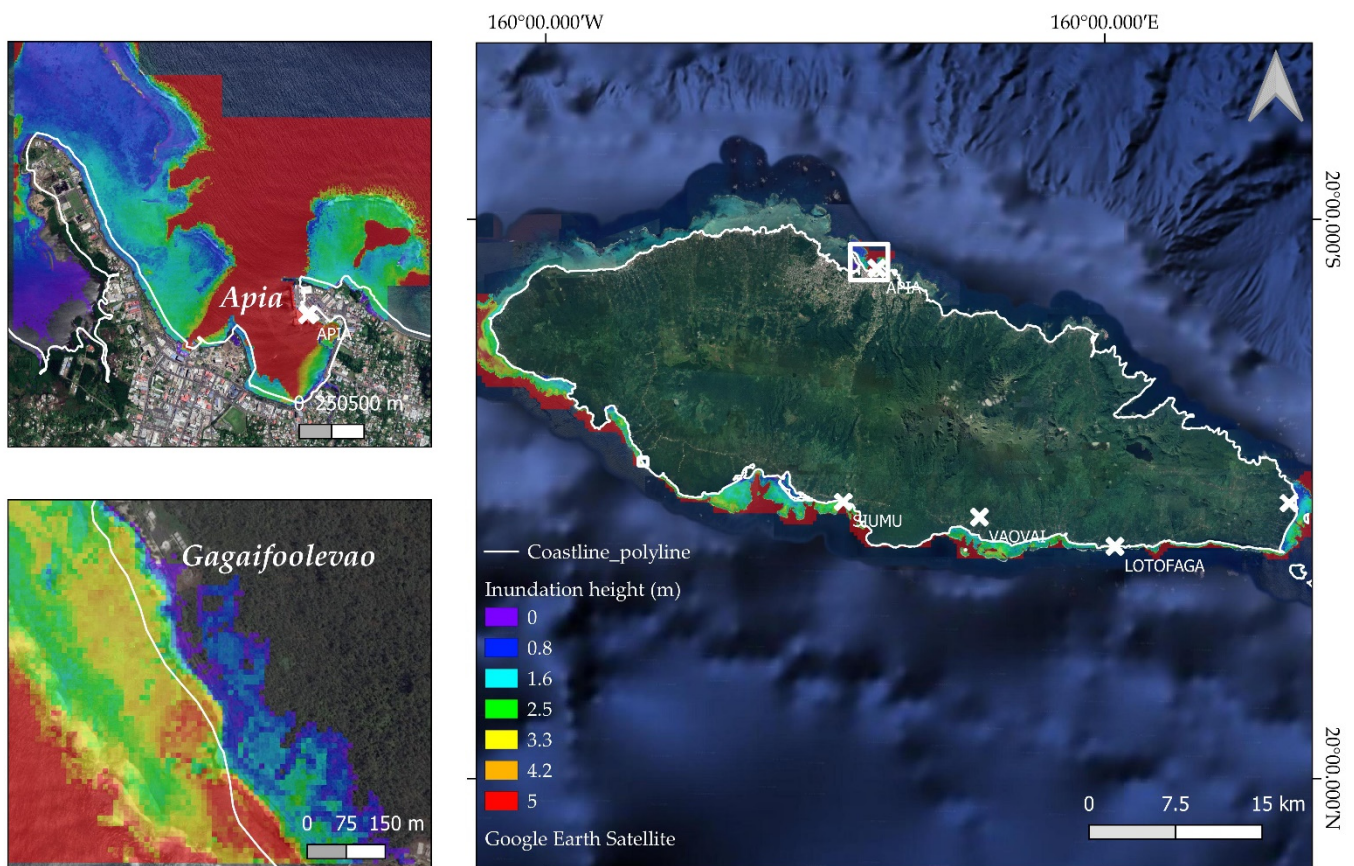 160°00.000'W
160°00.000'E
20°00.000'S
20°00.000'N
Apia
APIA
0 250500 m
Gagaifoolevao
0 75 150 m
APIA
SIUMU
VAOVAI
LOTOFAGA
Coastline_polyline
Inundation height (m)
0
0.8
1.6
2.5
3.3
4.2
5
Google Earth Satellite
0 7.5 15 km